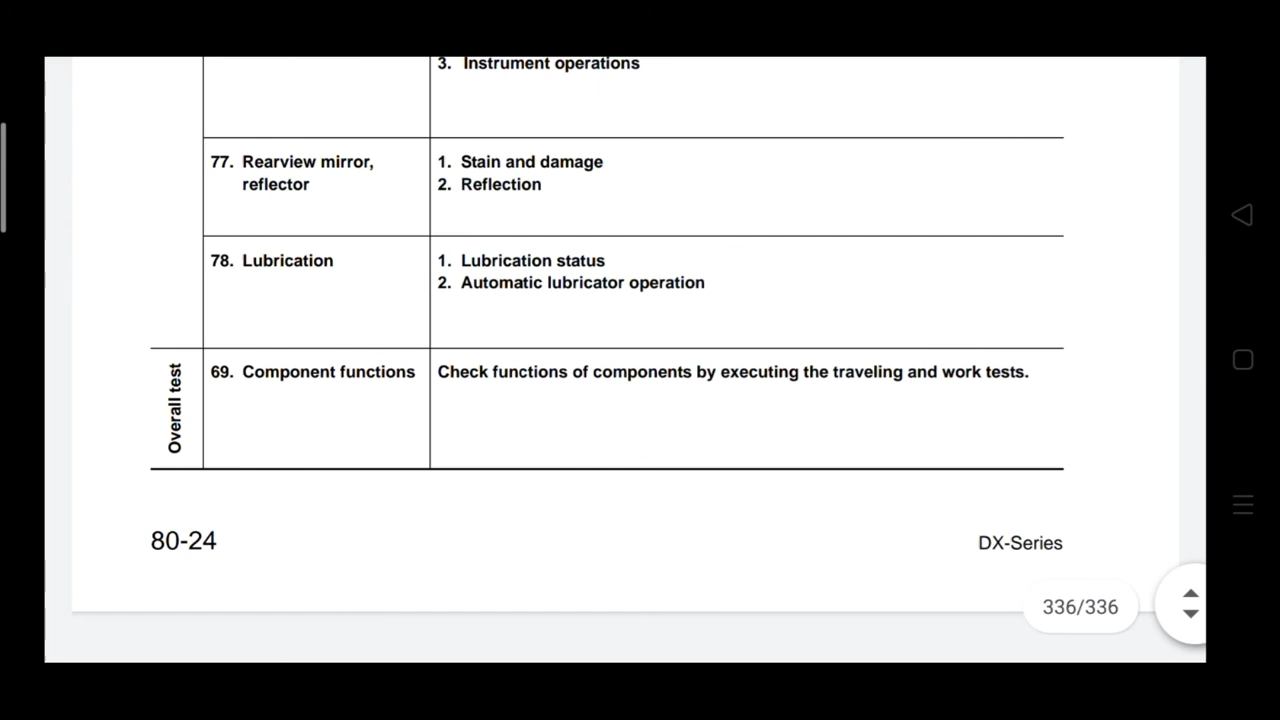 3. Instrument operations
77. Rearview mirror,
reflector
1. Stain and damage
2. Reflection
78. Lubrication
1. Lubrication status
2. Automatic lubricator operation
Overall test
69. Component functions
Check functions of components by executing the traveling and work tests.
80-24
DX-Series
336/336